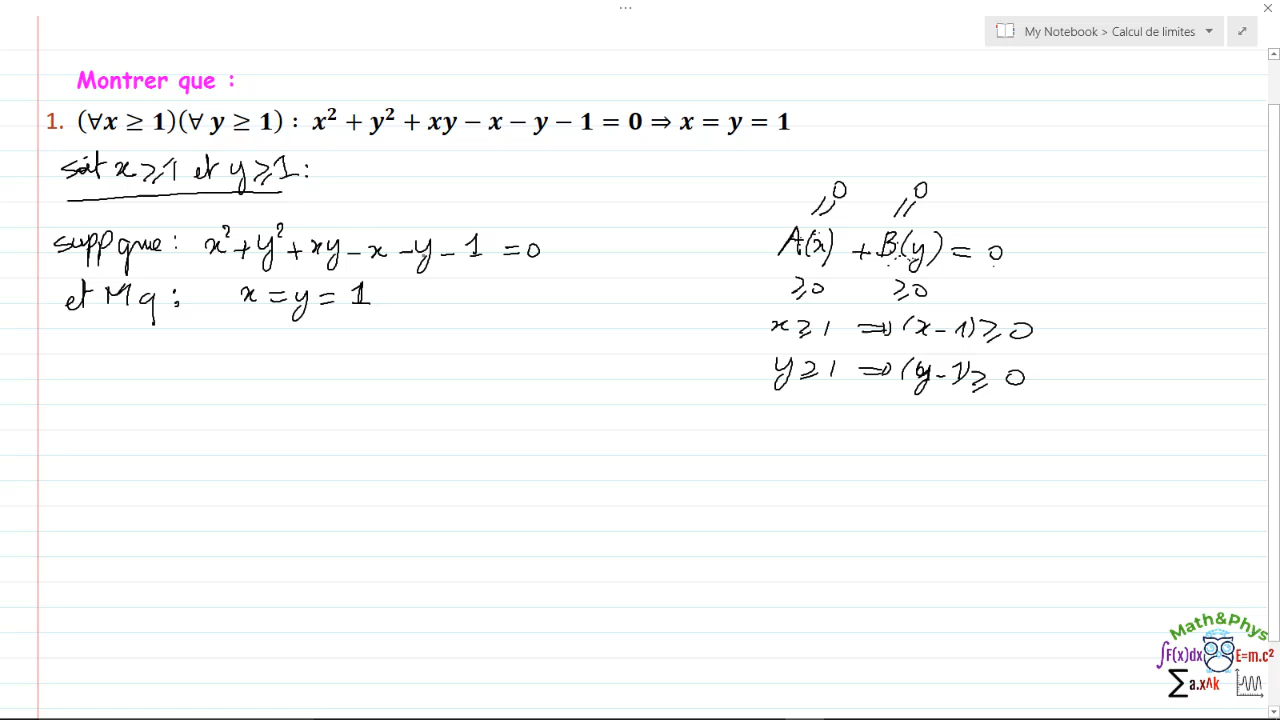 ...
My Notebook > Calcul de limites
Montrer que :
1. (∀x ≥ 1)(∀ y ≥ 1) : x² + y² + xy − x − y − 1 = 0 ⇒ x = y = 1
soit x ≥ 1 et y ≥ 1 :
supp que : x² + y² + xy − x − y − 1 = 0
et Mq : x = y = 1
0 0
// //
A(x) + B(y) = 0
≥0 ≥0
x ≥ 1 ⇒ (x − 1) ≥ 0
y ≥ 1 ⇒ (y − 1) ≥ 0
Math&Phys
∫F(x)dx E=m.c²
∑ a.x^k